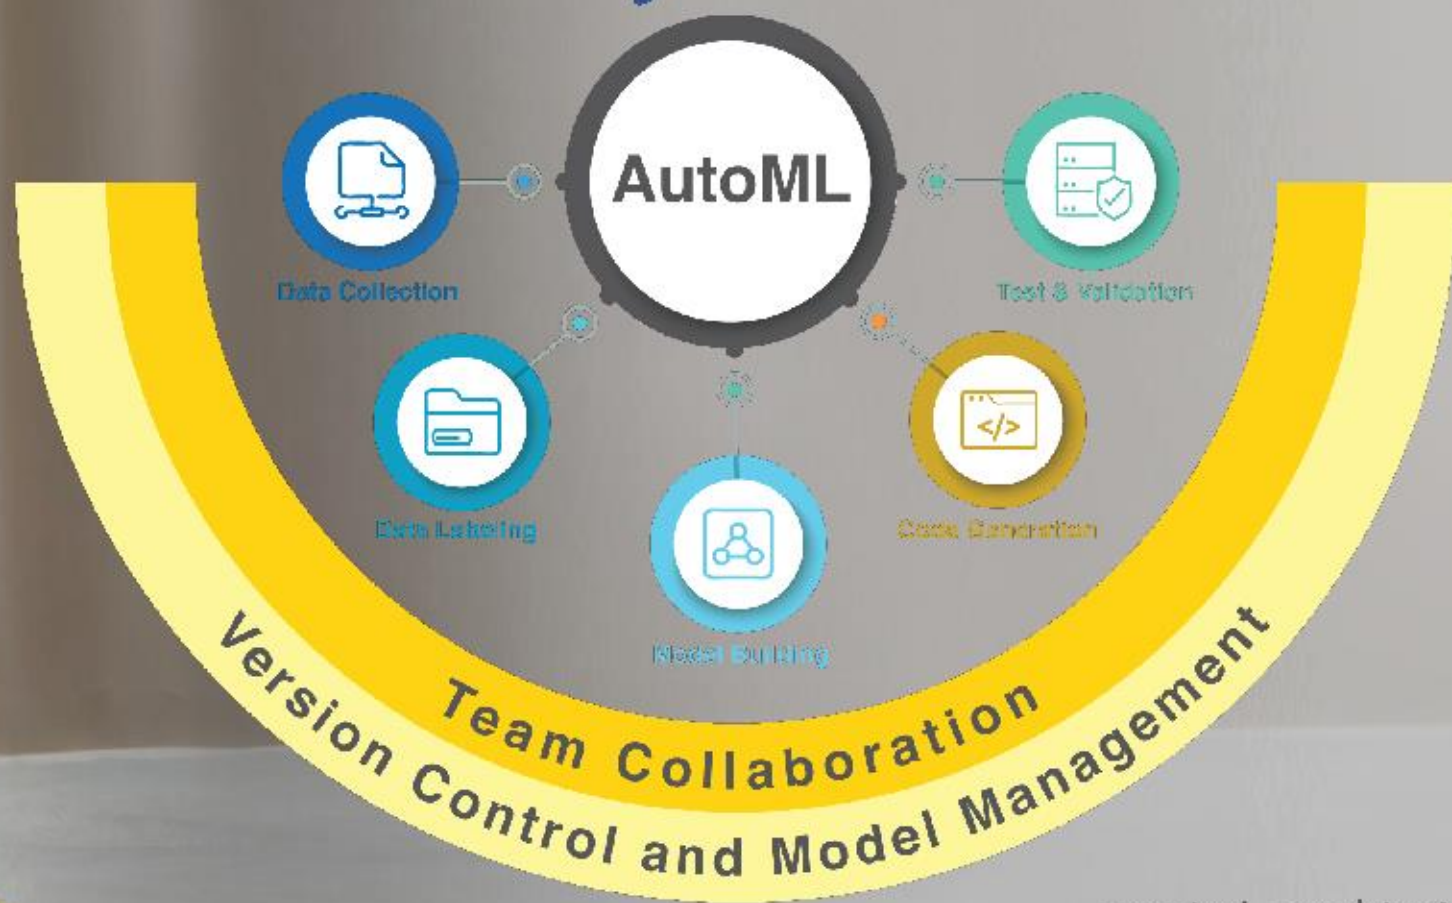 AutoML
Data Collection
Test & Validation
Data Labeling
Code Generation
Model Building
Team Collaboration
Version Control and Model Management